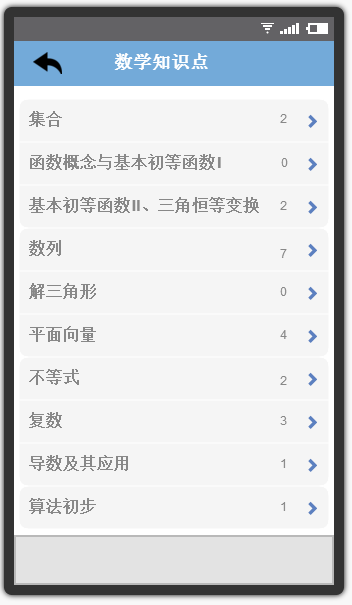 数学知识点
集合 2
函数概念与基本初等函数I 0
基本初等函数II、三角恒等变换 2
数列 7
解三角形 0
平面向量 4
不等式 2
复数 3
导数及其应用 1
算法初步 1